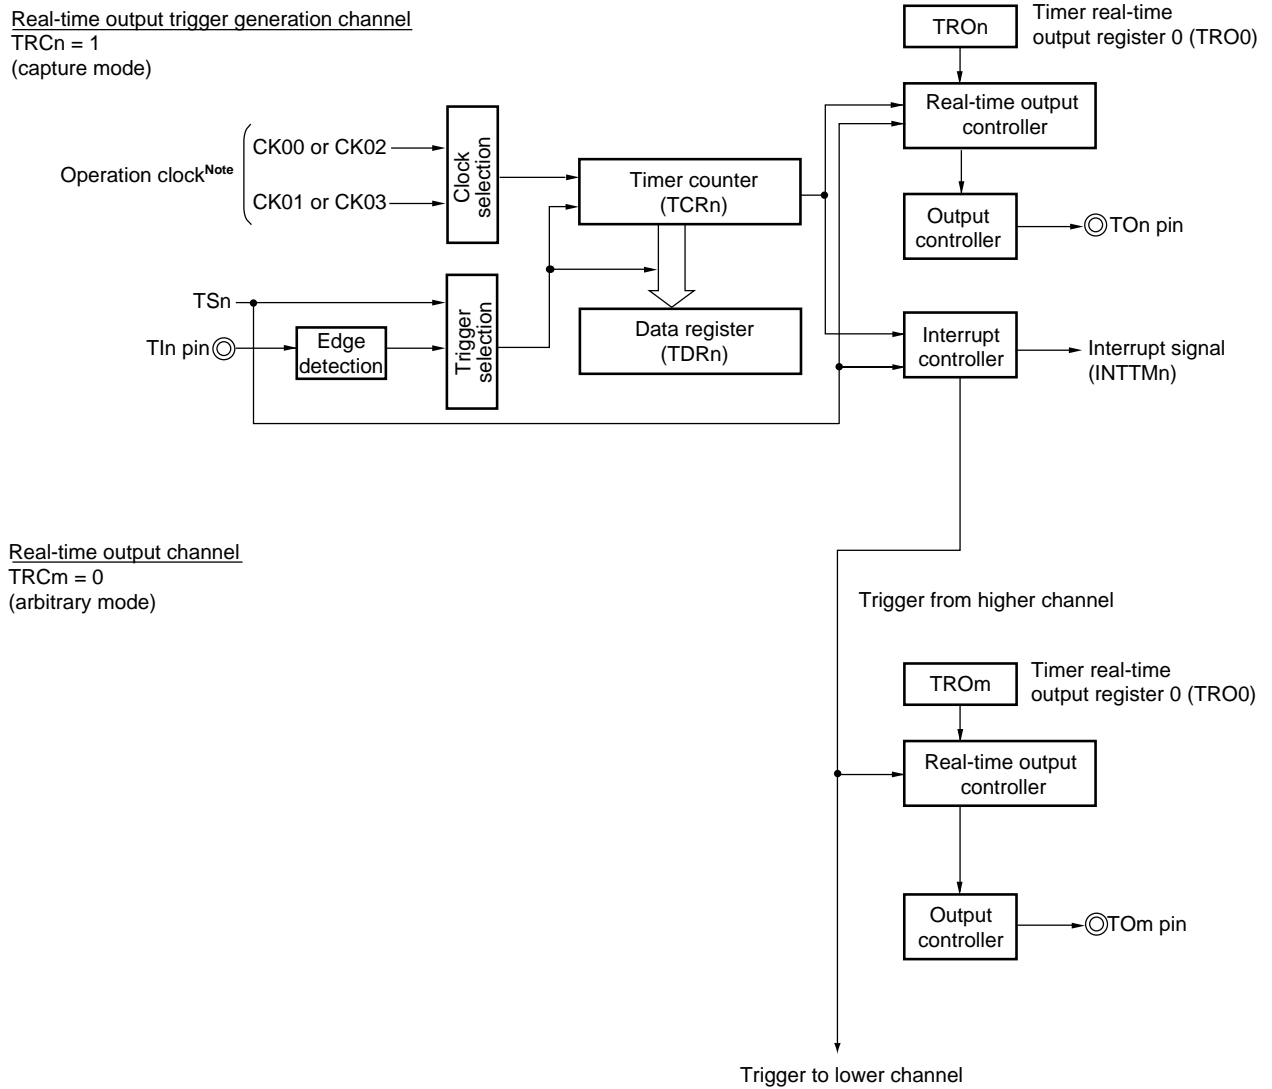 Real-time output trigger generation channel
TRCn = 1
(capture mode)
TROn
Timer real-time
output register 0 (TRO0)
Real-time output
controller
Operation clockNote
CK00 or CK02
CK01 or CK03
Clock
selection
Timer counter
(TCRn)
Output
controller
TOn pin
TSn
TIn pin
Edge
detection
Trigger
selection
Data register
(TDRn)
Interrupt
controller
Interrupt signal
(INTTMn)
Real-time output channel
TRCm = 0
(arbitrary mode)
Trigger from higher channel
TROm
Timer real-time
output register 0 (TRO0)
Real-time output
controller
Output
controller
TOm pin
Trigger to lower channel